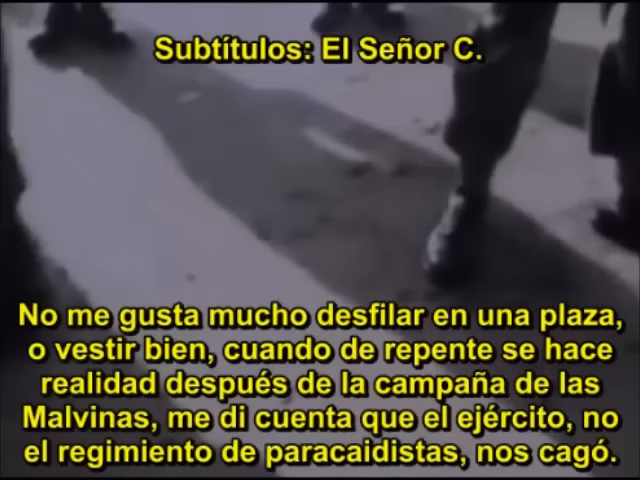 Subtítulos: El Señor C.
No me gusta mucho desfilar en una plaza,
o vestir bien, cuando de repente se hace
realidad después de la campaña de las
Malvinas, me di cuenta que el ejército, no
el regimiento de paracaidistas, nos cagó.